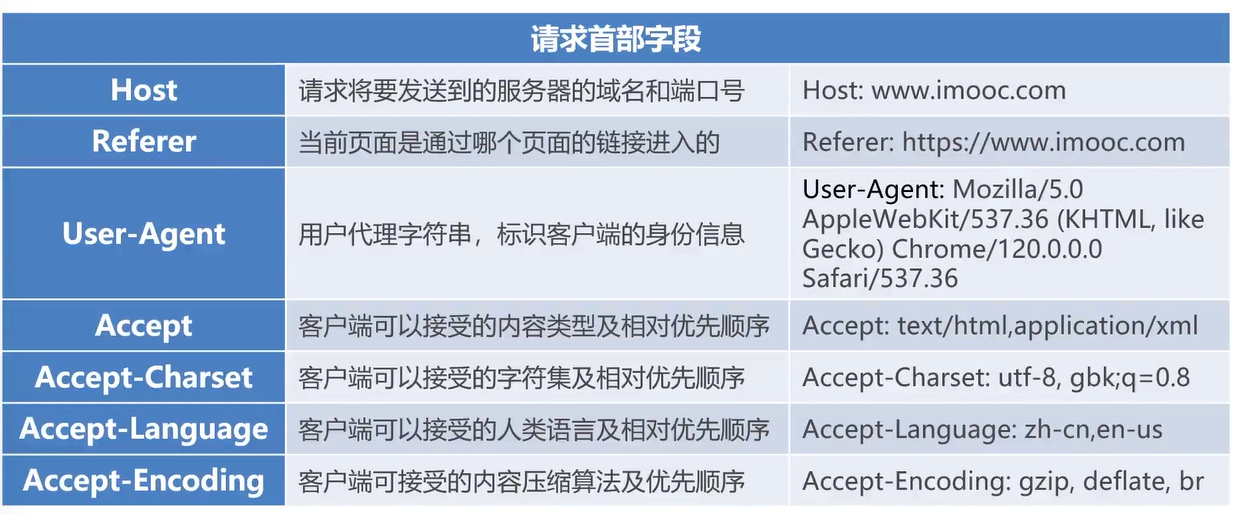 请求首部字段
Host 请求将要发送到的服务器的域名和端口号 Host: www.imooc.com
Referer 当前页面是通过哪个页面的链接进入的 Referer: https://www.imooc.com
User-Agent 用户代理字符串，标识客户端的身份信息 User-Agent: Mozilla/5.0
AppleWebKit/537.36 (KHTML, like
Gecko) Chrome/120.0.0.0
Safari/537.36
Accept 客户端可以接受的内容类型及相对优先顺序 Accept: text/html,application/xml
Accept-Charset 客户端可以接受的字符集及相对优先顺序 Accept-Charset: utf-8, gbk;q=0.8
Accept-Language 客户端可以接受的人类语言及相对优先顺序 Accept-Language: zh-cn,en-us
Accept-Encoding 客户端可接受的内容压缩算法及优先顺序 Accept-Encoding: gzip, deflate, br